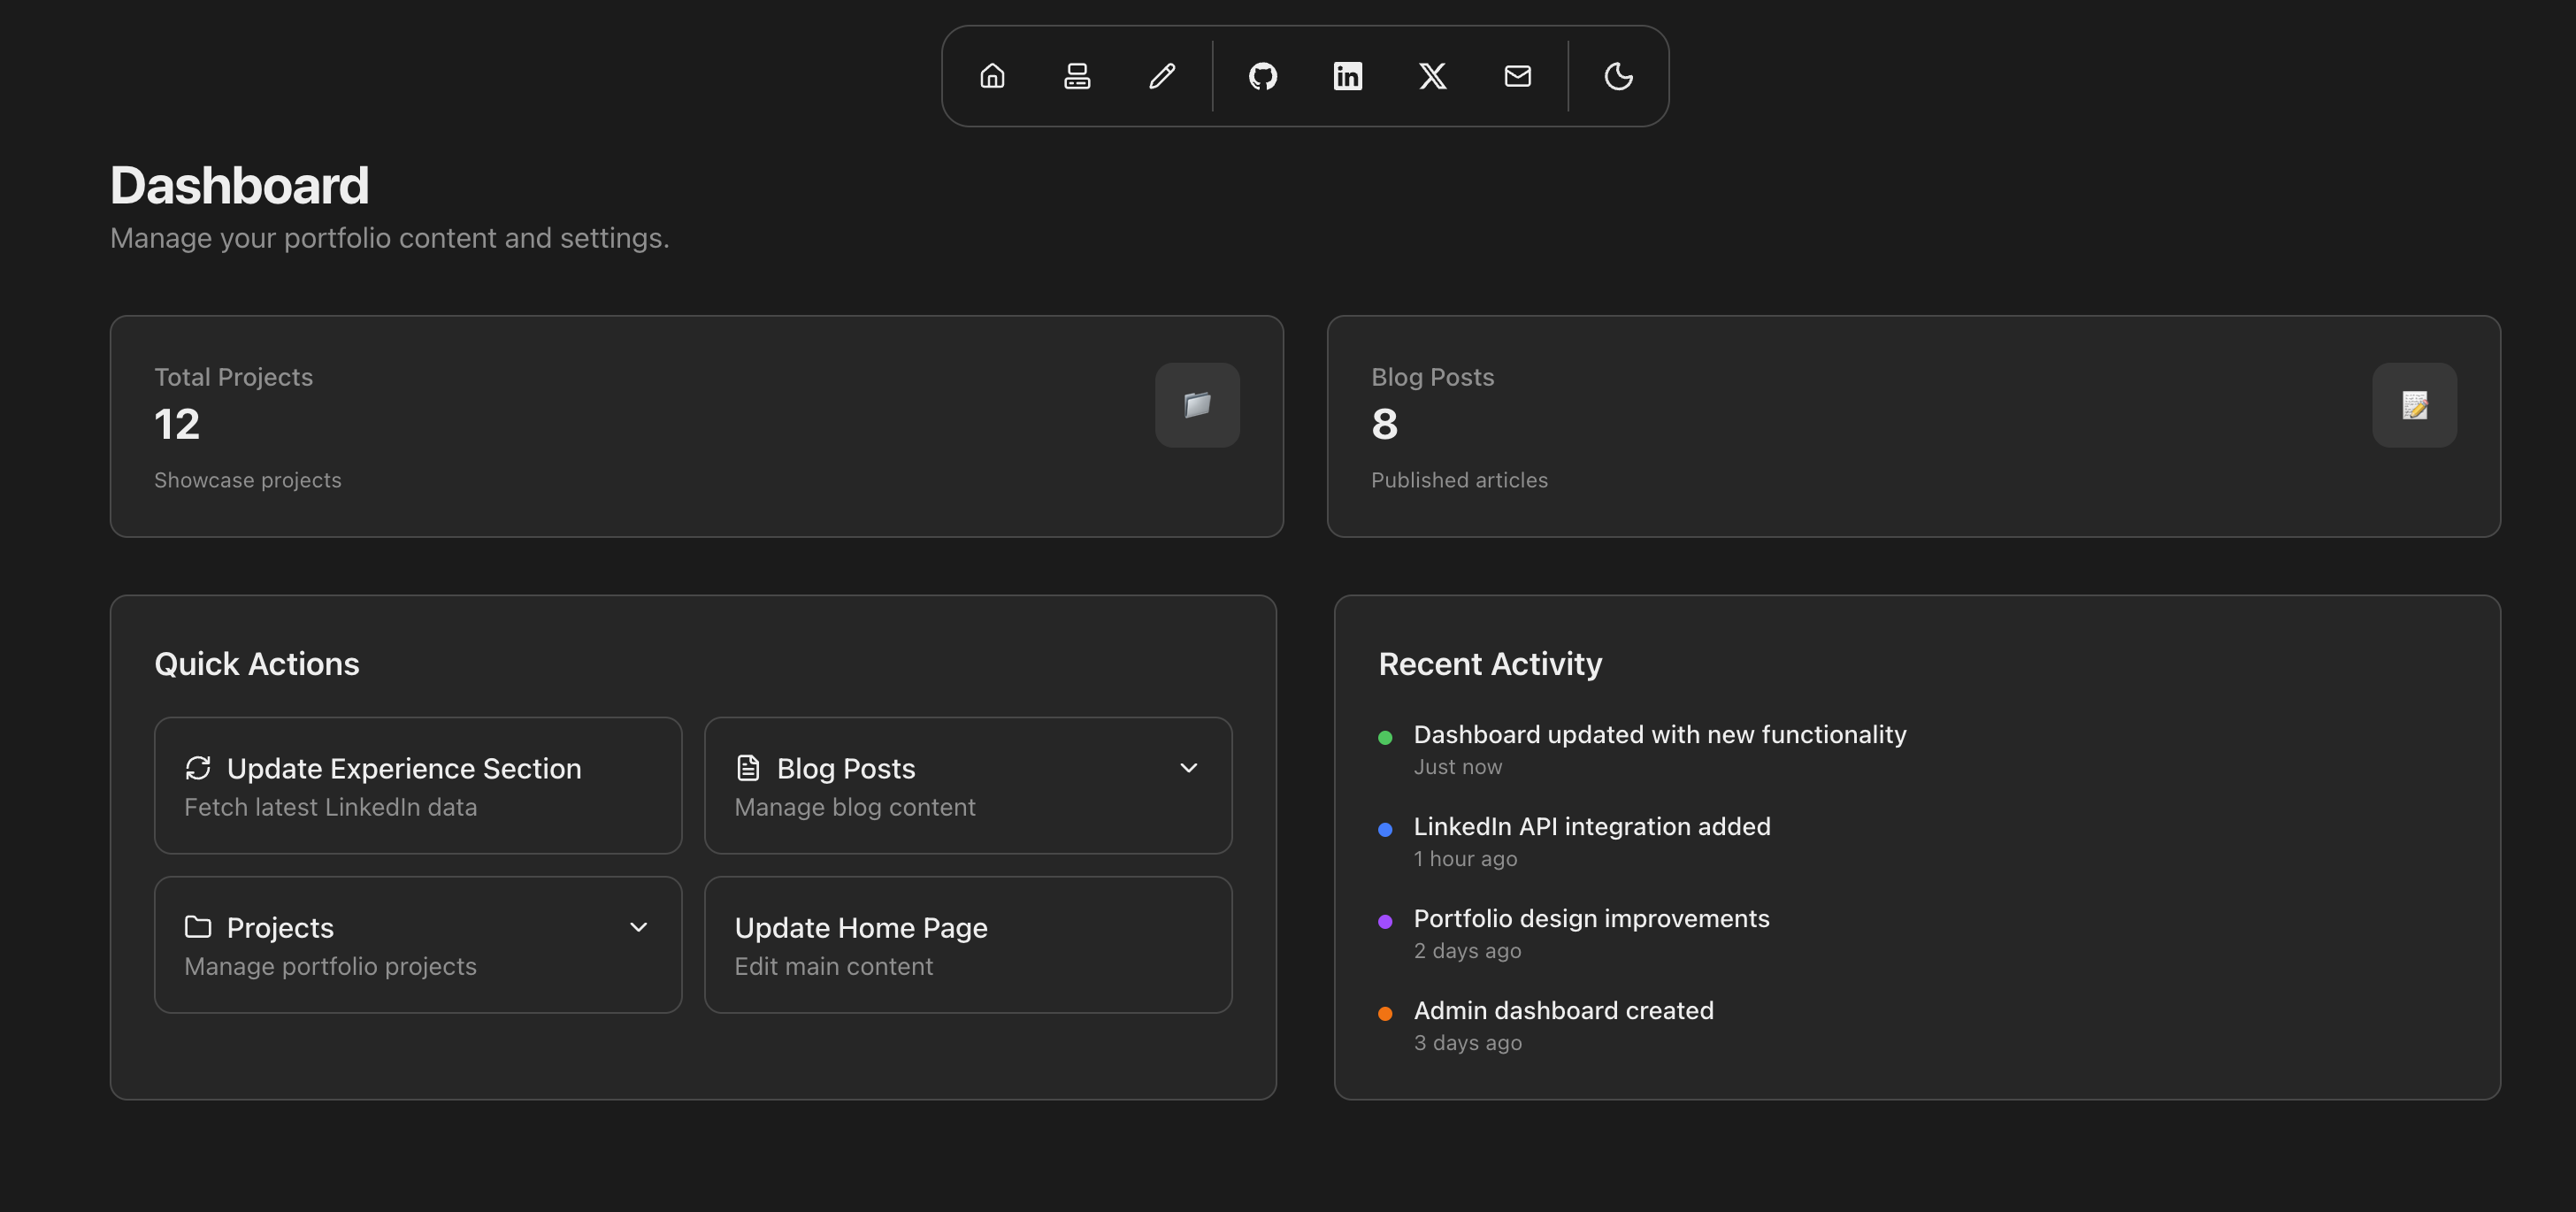 Dashboard
Manage your portfolio content and settings.
Total Projects
12
Showcase projects
Blog Posts
8
Published articles
Quick Actions
Update Experience Section
Fetch latest LinkedIn data
Blog Posts
Manage blog content
Projects
Manage portfolio projects
Update Home Page
Edit main content
Recent Activity
Dashboard updated with new functionality
Just now
LinkedIn API integration added
1 hour ago
Portfolio design improvements
2 days ago
Admin dashboard created
3 days ago